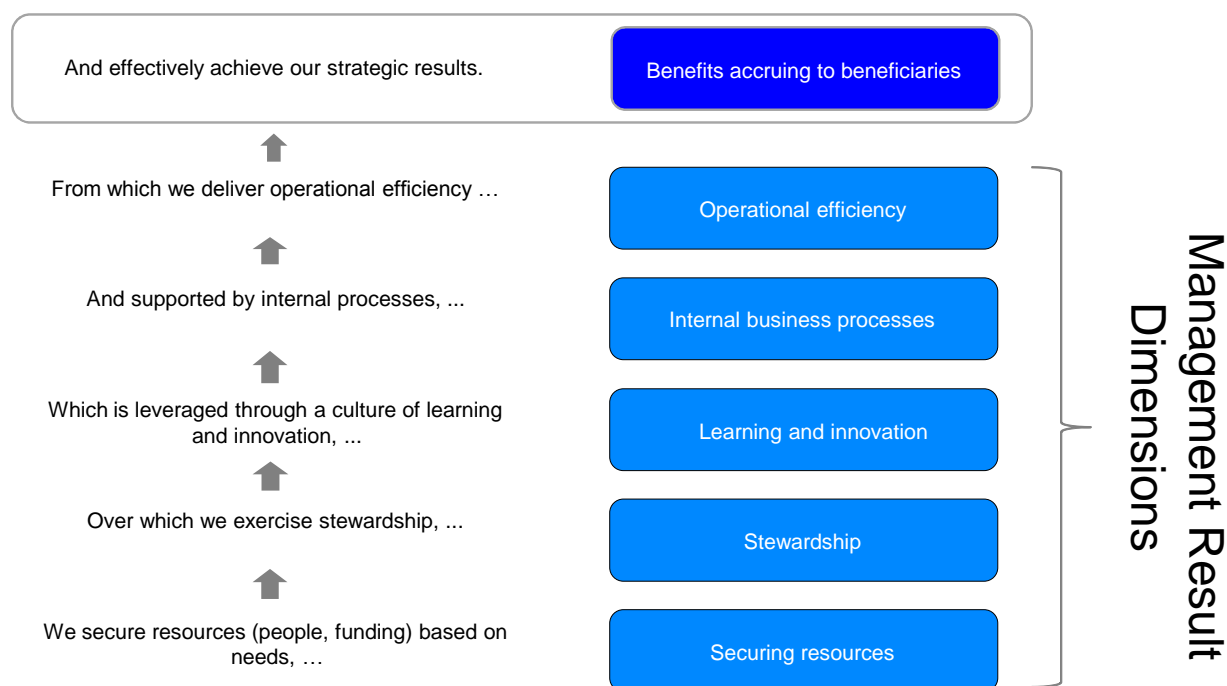 And effectively achieve our strategic results.
Benefits accruing to beneficiaries
From which we deliver operational efficiency …
Operational efficiency
And supported by internal processes, ...
Internal business processes
Which is leveraged through a culture of learning
and innovation, ...
Learning and innovation
Over which we exercise stewardship, ...
Stewardship
We secure resources (people, funding) based on
needs, …
Securing resources
Management Result
Dimensions